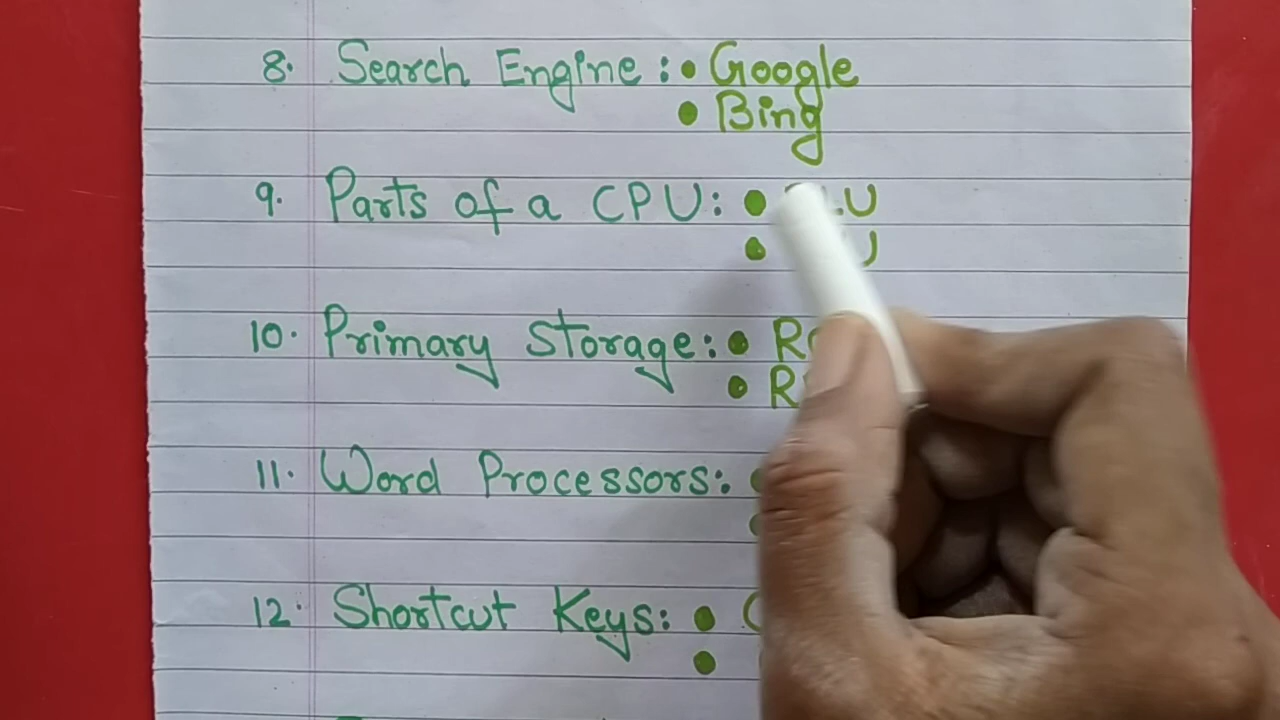 8. Search Engine : • Google
• Bing
9. Parts of a CPU: •
•
10. Primary Storage: •
•
11. Word Processors:
12. Shortcut Keys: •
•